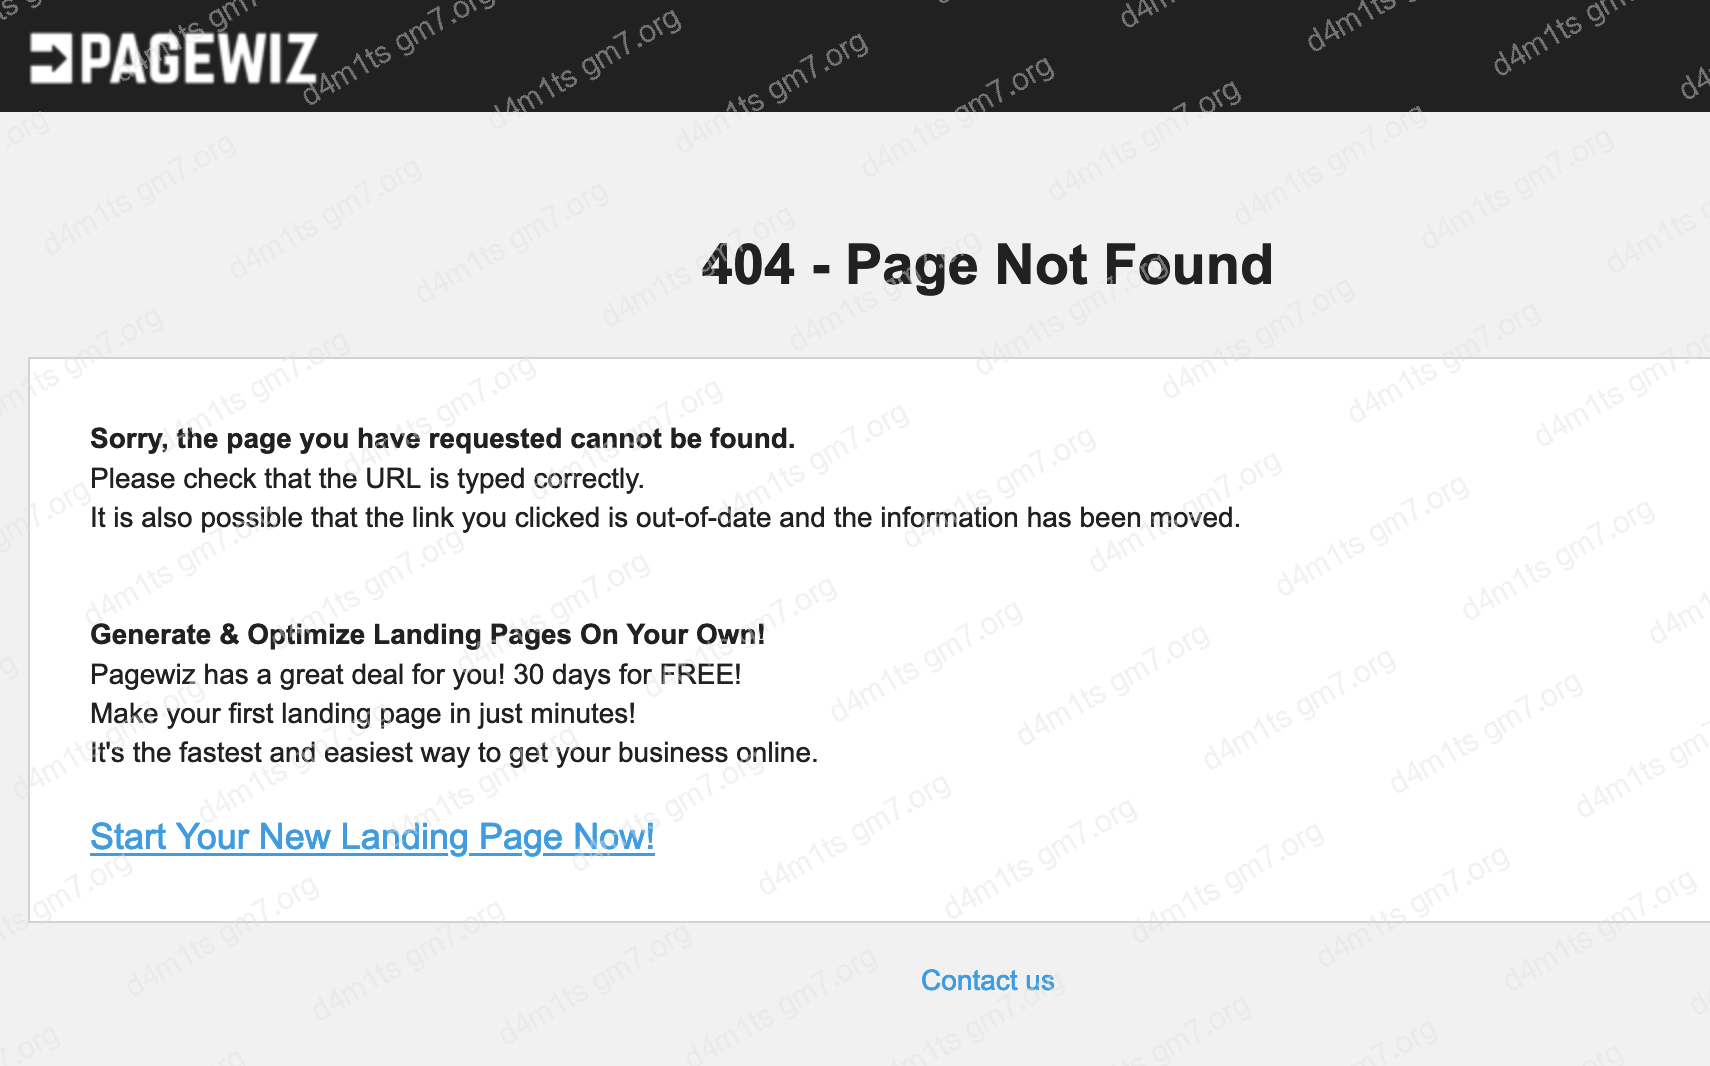 PAGEWIZ
404 - Page Not Found
Sorry, the page you have requested cannot be found.
Please check that the URL is typed correctly.
It is also possible that the link you clicked is out-of-date and the information has been moved.
Generate & Optimize Landing Pages On Your Own!
Pagewiz has a great deal for you! 30 days for FREE!
Make your first landing page in just minutes!
It's the fastest and easiest way to get your business online.
Start Your New Landing Page Now!
Contact us
d4m1ts gm7.org